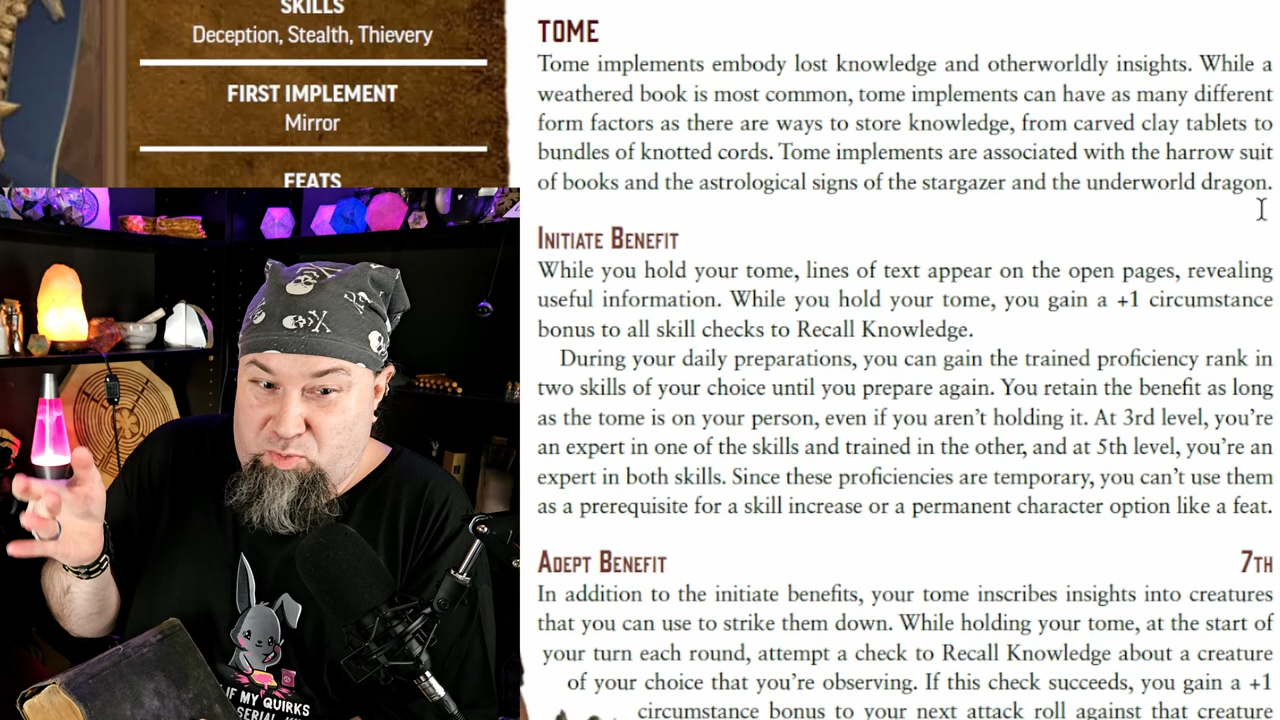 SKILLS
Deception, Stealth, Thievery
FIRST IMPLEMENT
Mirror
FEATS
TOME
Tome implements embody lost knowledge and otherworldly insights. While a
weathered book is most common, tome implements can have as many different
form factors as there are ways to store knowledge, from carved clay tablets to
bundles of knotted cords. Tome implements are associated with the harrow suit
of books and the astrological signs of the stargazer and the underworld dragon.
INITIATE BENEFIT
While you hold your tome, lines of text appear on the open pages, revealing
useful information. While you hold your tome, you gain a +1 circumstance
bonus to all skill checks to Recall Knowledge.
During your daily preparations, you can gain the trained proficiency rank in
two skills of your choice until you prepare again. You retain the benefit as long
as the tome is on your person, even if you aren't holding it. At 3rd level, you're
an expert in one of the skills and trained in the other, and at 5th level, you're an
expert in both skills. Since these proficiencies are temporary, you can't use them
as a prerequisite for a skill increase or a permanent character option like a feat.
ADEPT BENEFIT 7TH
In addition to the initiate benefits, your tome inscribes insights into creatures
that you can use to strike them down. While holding your tome, at the start of
your turn each round, attempt a check to Recall Knowledge about a creature
of your choice that you're observing. If this check succeeds, you gain a +1
circumstance bonus to your next attack roll against that creature
IF MY QUIRKS